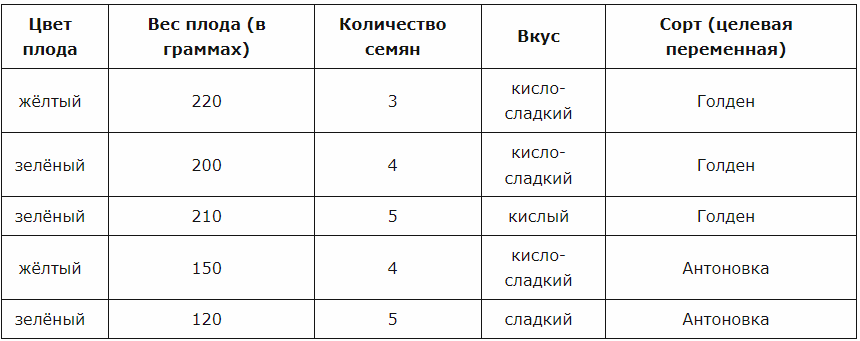 Цвет плода Вес плода (в граммах) Количество семян Вкус Сорт (целевая переменная)
жёлтый 220 3 кисло-сладкий Голден
зелёный 200 4 кисло-сладкий Голден
зелёный 210 5 кислый Голден
жёлтый 150 4 кисло-сладкий Антоновка
зелёный 120 5 сладкий Антоновка